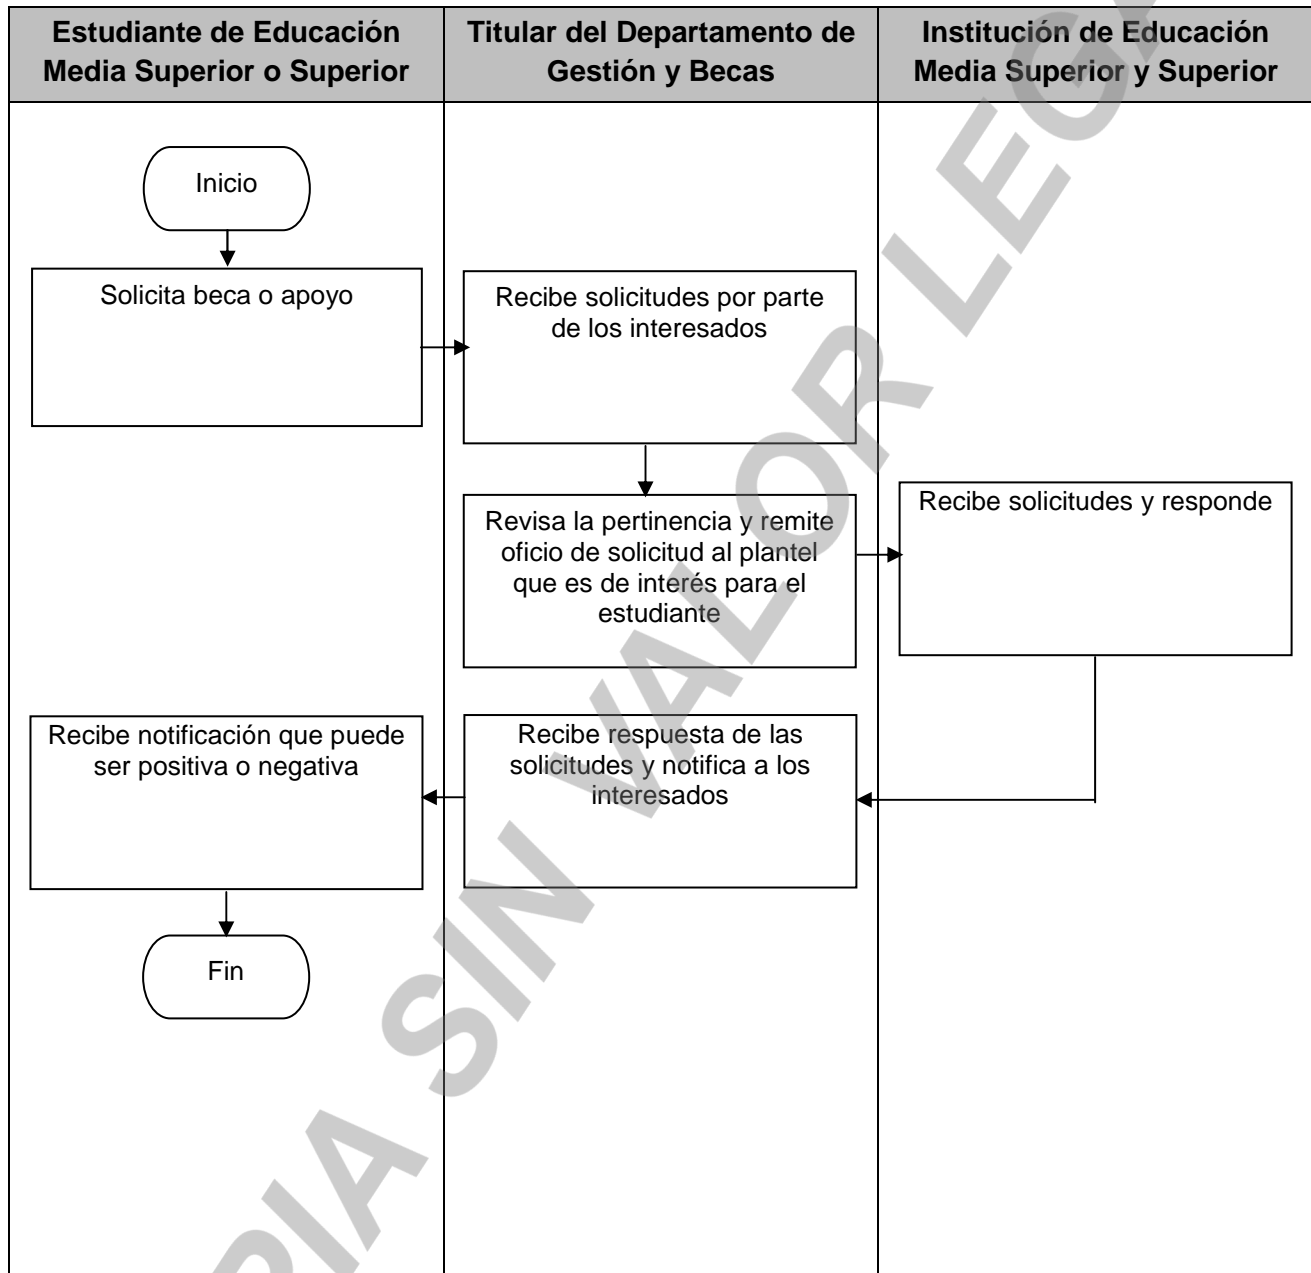 Estudiante de Educación
Media Superior o Superior
Titular del Departamento de
Gestión y Becas
Institución de Educación
Media Superior y Superior
Inicio
Solicita beca o apoyo
Recibe solicitudes por parte
de los interesados
Revisa la pertinencia y remite
oficio de solicitud al plantel
que es de interés para el
estudiante
Recibe solicitudes y responde
Recibe respuesta de las
solicitudes y notifica a los
interesados
Recibe notificación que puede
ser positiva o negativa
Fin
SIN VALOR